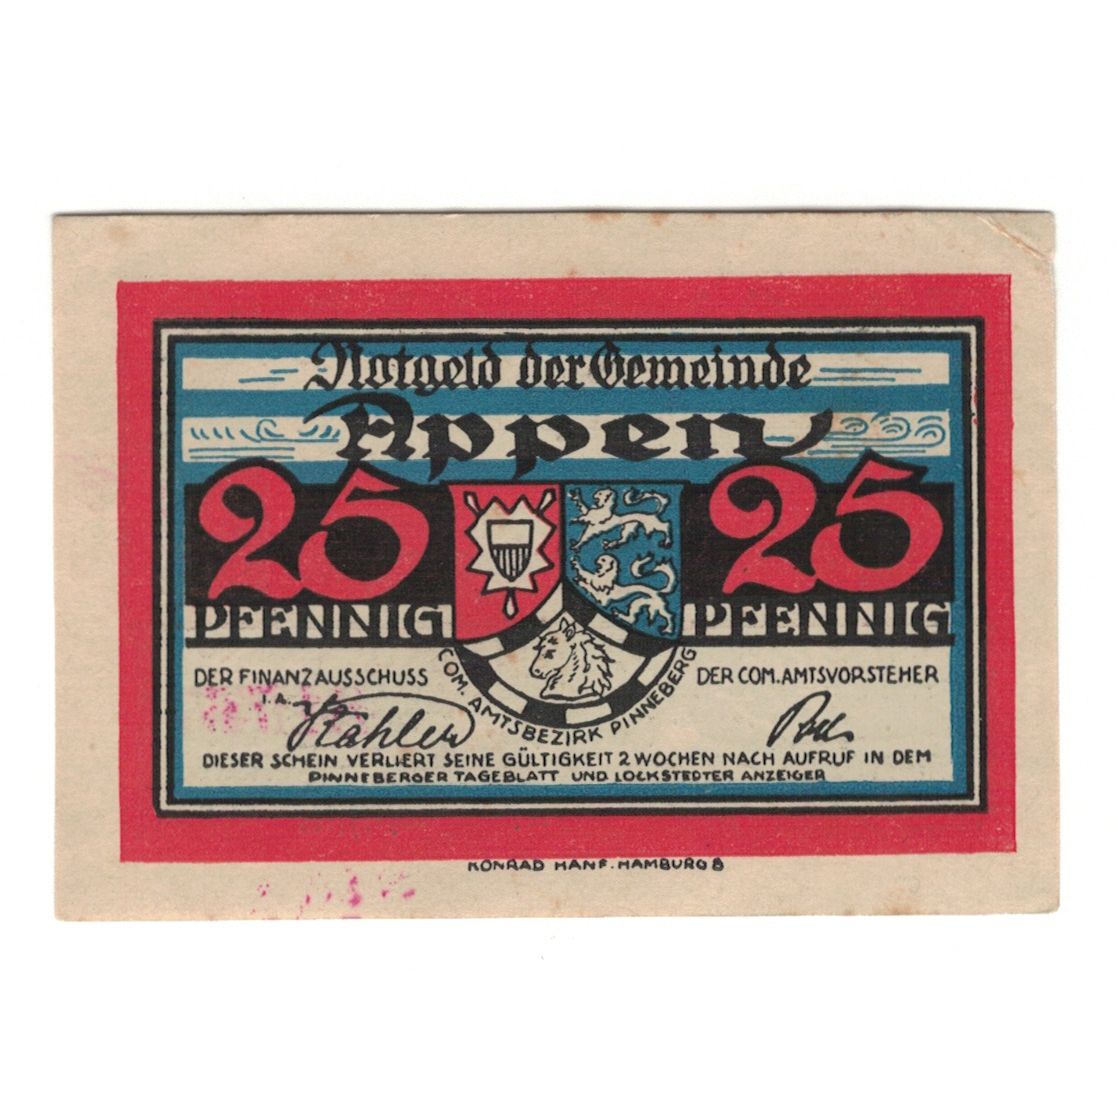 Notgeld der Gemeinde
Appen
25 25
PFENNIG PFENNIG
DER FINANZAUSSCHUSS
DER COM. AMTSVORSTEHER
COM. AMTSBEZIRK PINNEBERG
DIESER SCHEIN VERLIERT SEINE GÜLTIGKEIT 2 WOCHEN NACH AUFRUF IN DEM
PINNEBERGER TAGEBLATT UND LOCKSTEDTER ANZEIGER
KONRAD HANF. HAMBURG 8